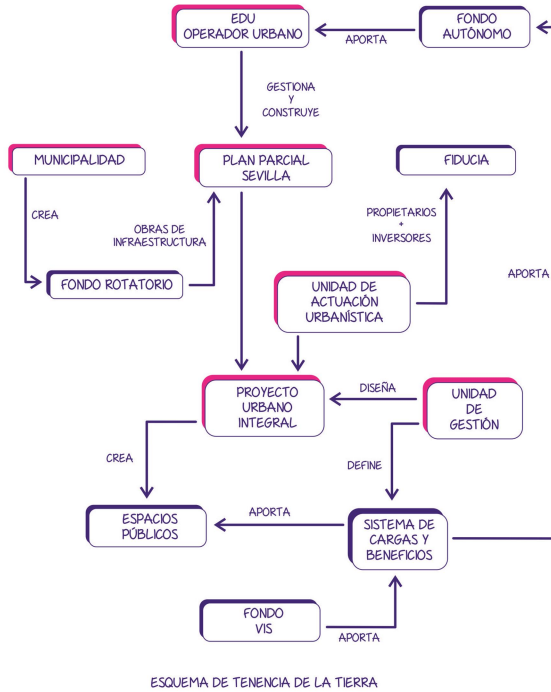 EDU
OPERADOR URBANO
APORTA
FONDO
AUTÓNOMO
GESTIONA
Y
CONSTRUYE
MUNICIPALIDAD
PLAN PARCIAL
SEVILLA
FIDUCIA
CREA
OBRAS DE
INFRAESTRUCTURA
PROPIETARIOS
+
INVERSORES
FONDO ROTATORIO
UNIDAD DE
ACTUACIÓN
URBANÍSTICA
APORTA
PROYECTO
URBANO
INTEGRAL
DISEÑA
UNIDAD
DE
GESTIÓN
CREA
DEFINE
ESPACIOS
PÚBLICOS
APORTA
SISTEMA DE
CARGAS Y
BENEFICIOS
FONDO
VIS
APORTA
ESQUEMA DE TENENCIA DE LA TIERRA